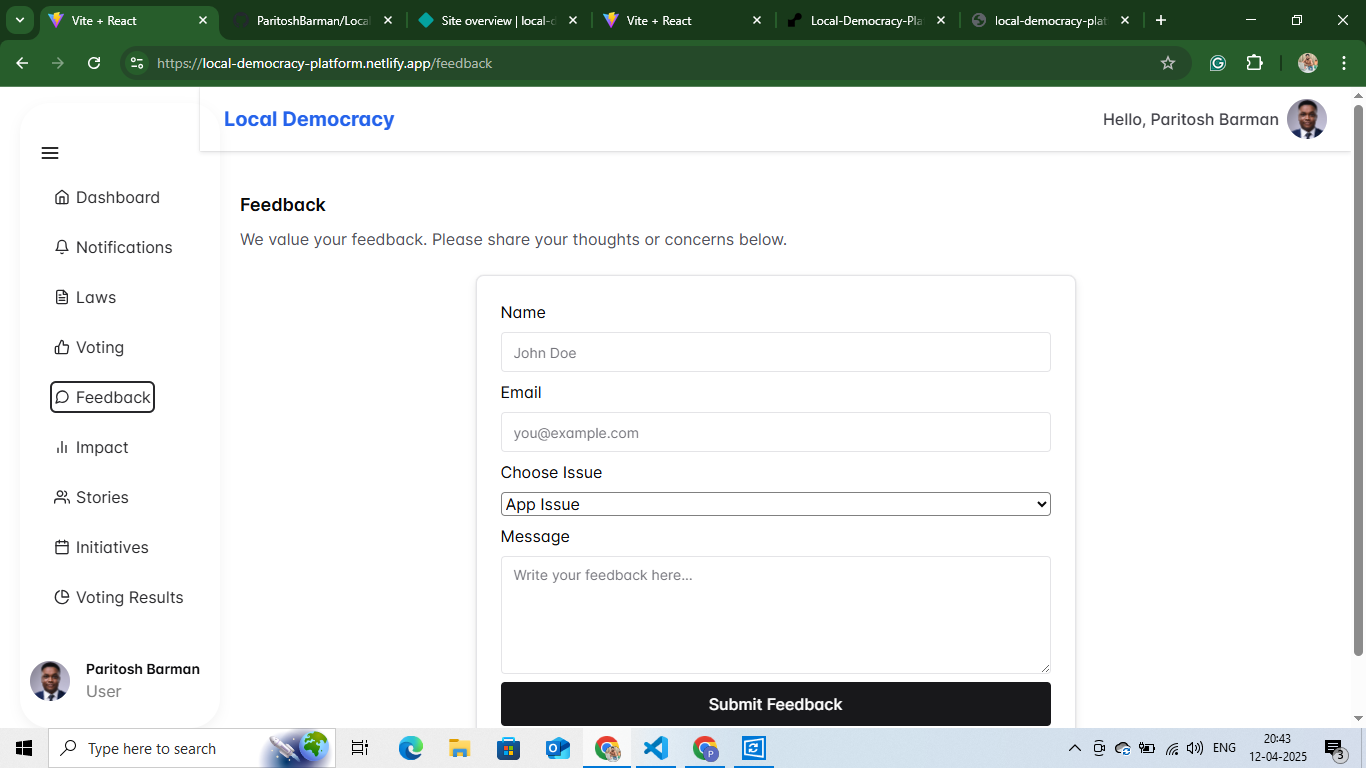 Vite + React
ParitoshBarman/Local
Site overview | local-d
Vite + React
Local-Democracy-Pla
local-democracy-plat
https://local-democracy-platform.netlify.app/feedback
Local Democracy
Hello, Paritosh Barman
Dashboard
Notifications
Laws
Voting
Feedback
Impact
Stories
Initiatives
Voting Results
Paritosh Barman
User
Feedback
We value your feedback. Please share your thoughts or concerns below.
Name
John Doe
Email
you@example.com
Choose Issue
App Issue
Message
Write your feedback here...
Submit Feedback
Type here to search
P
ENG
20:43
12-04-2025
3